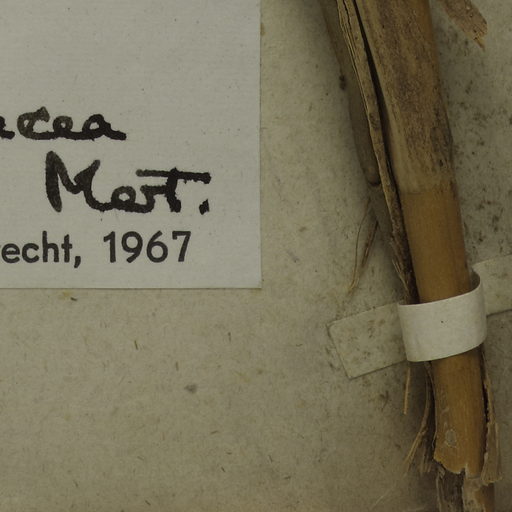 acea
Mart.
recht, 1967